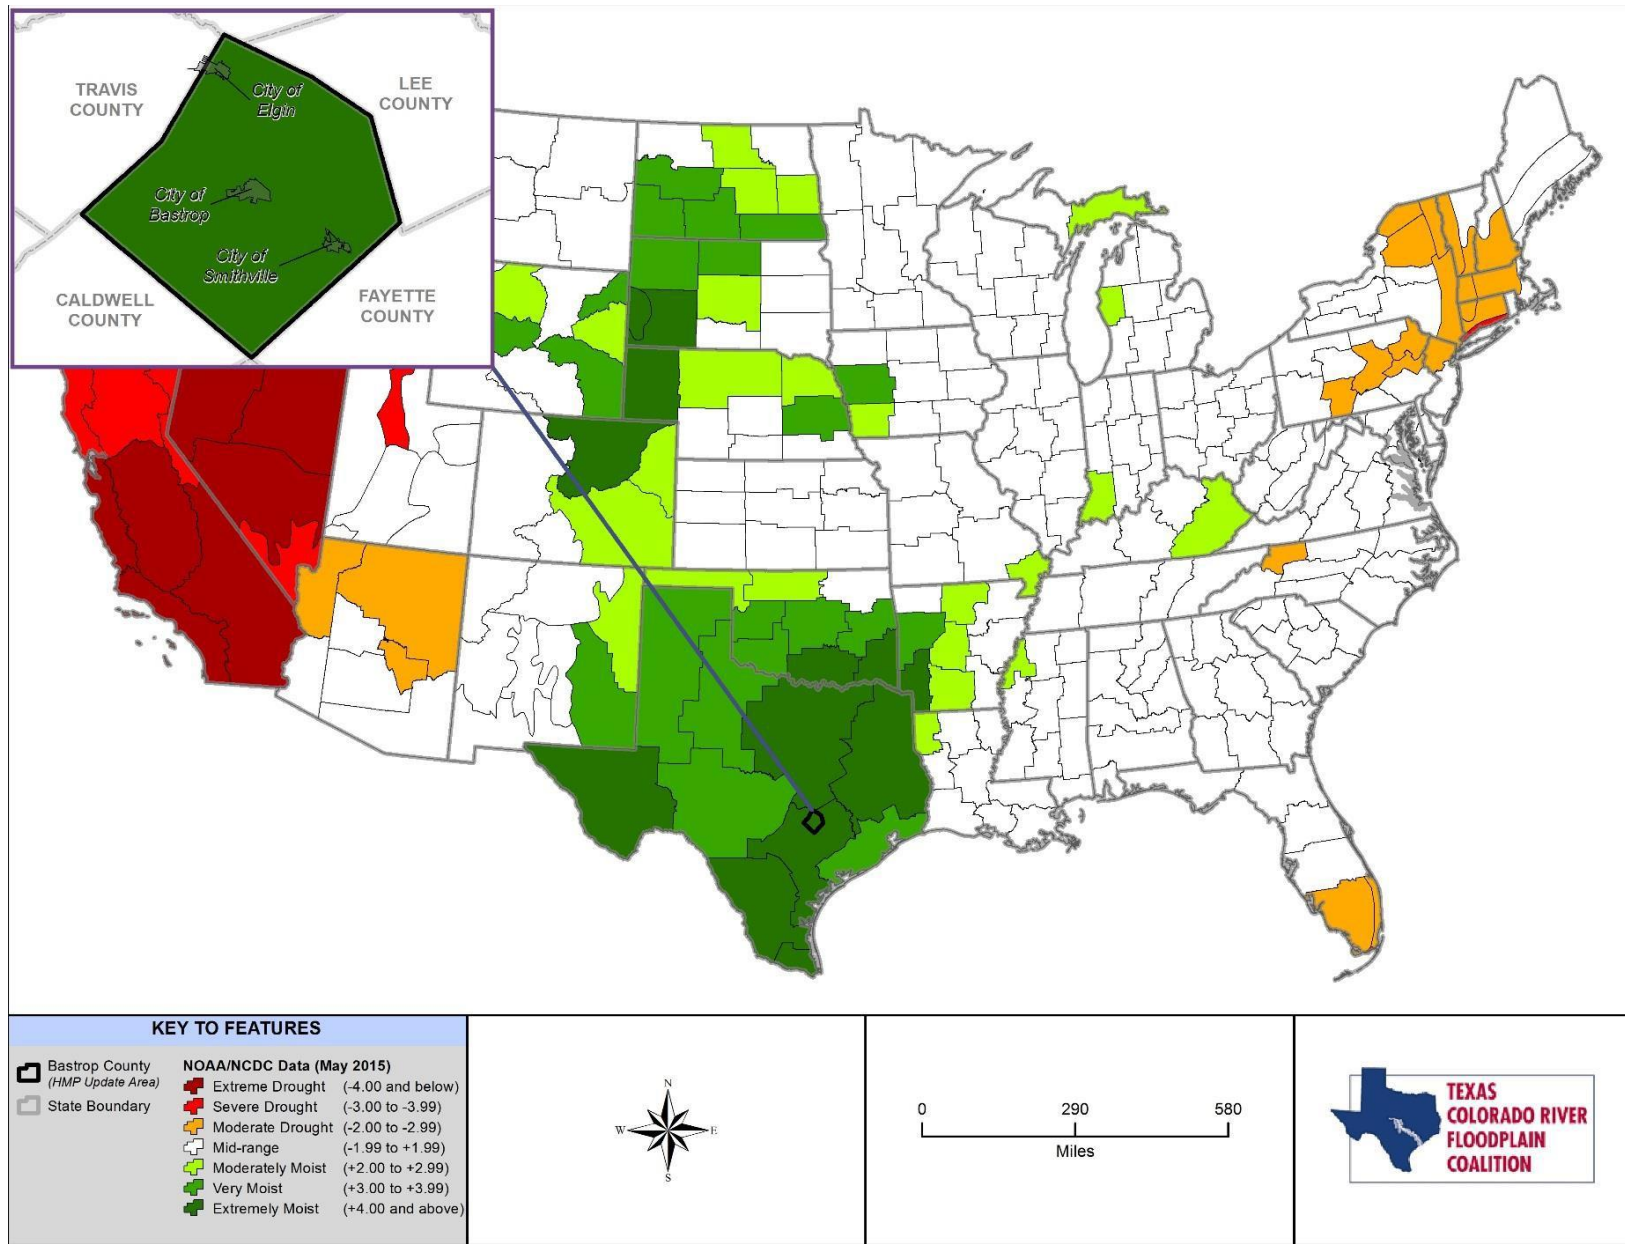 TRAVIS
COUNTY
City of
Elgin
LEE
COUNTY
City of
Bastrop
City of
Smithville
CALDWELL
COUNTY
FAYETTE
COUNTY
KEY TO FEATURES
Bastrop County
(HMP Update Area)
State Boundary
NOAA/NCDC Data (May 2015)
Extreme Drought (-4.00 and below)
Severe Drought (-3.00 to -3.99)
Moderate Drought (-2.00 to -2.99)
Mid-range (-1.99 to +1.99)
Moderately Moist (+2.00 to +2.99)
Very Moist (+3.00 to +3.99)
Extremely Moist (+4.00 and above)
N
W E
S
0 290 580
Miles
TEXAS
COLORADO RIVER
FLOODPLAIN
COALITION